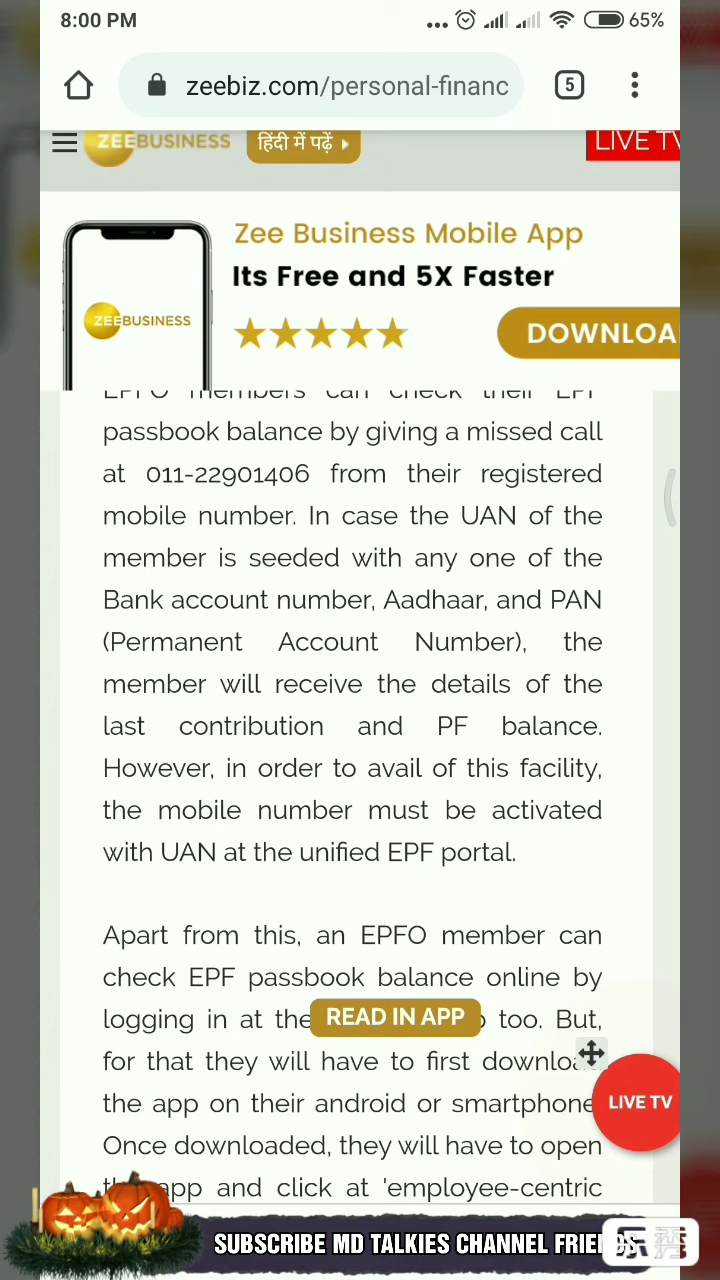 8:00 PM
65%
zeebiz.com/personal-financ
5
ZEEBUSINESS
हिंदी में पढ़ें
LIVE TV
Zee Business Mobile App
Its Free and 5X Faster
ZEEBUSINESS
DOWNLOA
EPFO members can check their EPF
passbook balance by giving a missed call
at 011-22901406 from their registered
mobile number. In case the UAN of the
member is seeded with any one of the
Bank account number, Aadhaar, and PAN
(Permanent Account Number), the
member will receive the details of the
last contribution and PF balance.
However, in order to avail of this facility,
the mobile number must be activated
with UAN at the unified EPF portal.
Apart from this, an EPFO member can
check EPF passbook balance online by
logging in at the too. But,
READ IN APP
for that they will have to first download
the app on their android or smartphone
LIVE TV
Once downloaded, they will have to open
app and click at 'employee-centric
SUBSCRIBE MD TALKIES CHANNEL FRIENDS